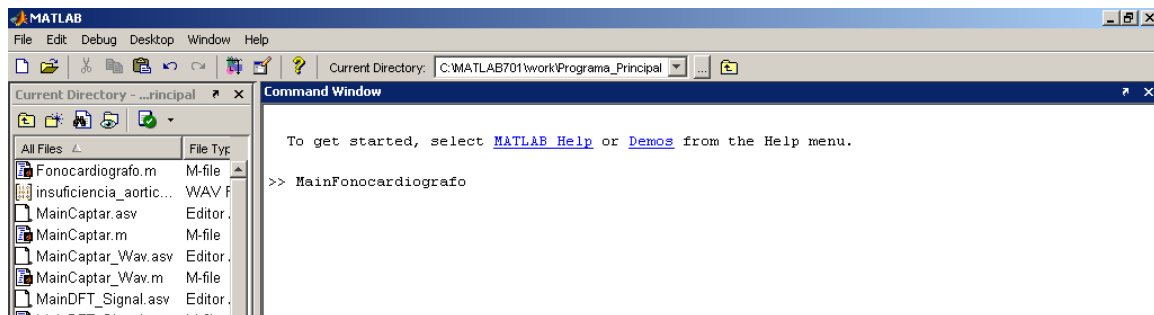 MATLAB
File Edit Debug Desktop Window Help
Current Directory: C:\MATLAB701\work\Programa_Principal ...
Current Directory - ...rincipal
Command Window
All Files File Typ
To get started, select MATLAB Help or Demos from the Help menu.
Fonocardiografo.m M-file
>> MainFonocardiografo
insuficiencia_aortic... WAV F
MainCaptar.asv Editor .
MainCaptar.m M-file
MainCaptar_Wav.asv Editor .
MainCaptar_Wav.m M-file
MainDFT_Signal.asv Editor .